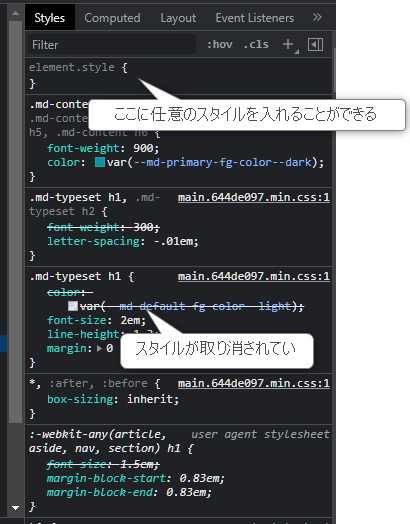 Styles Computed Layout Event Listeners »
Filter :hov .cls
element.style {
}
ここに任意のスタイルを入れることができる
.md-conte
h5, .md-content h6 {
font-weight: 900;
color: var(--md-primary-fg-color--dark);
}
.md-typeset h1, .md-typeset h2 { main.644de097.min.css:1
font-weight: 300;
letter-spacing: -.01em;
}
.md-typeset h1 { main.644de097.min.css:1
color:
var(--md-default-fg-color--light);
font-size: 2em;
line-height:
margin: 0
スタイルが取り消されてい
*, :after, :before { main.644de097.min.css:1
box-sizing: inherit;
}
:-webkit-any(article, user agent stylesheet
aside, nav, section) h1 {
font-size: 1.5em;
margin-block-start: 0.83em;
margin-block-end: 0.83em;
}